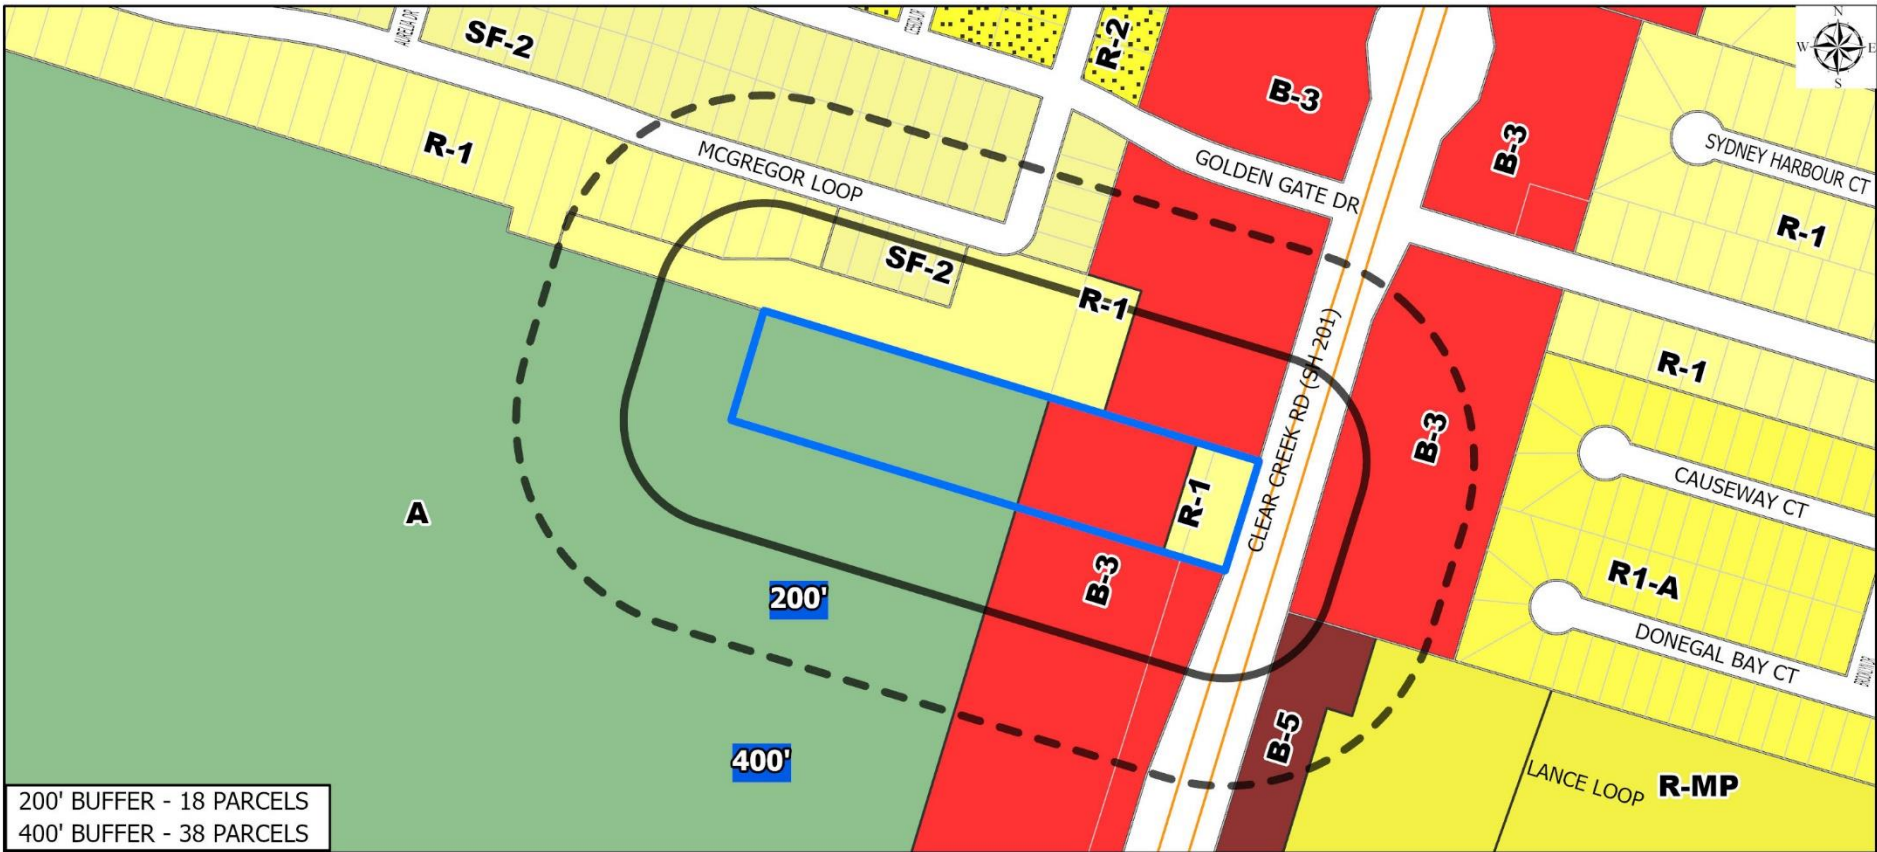 AURELIA DR
SF-2
R-2
B-3
N
W
E
S
B-3
SYDNEY HARBOUR CT
R-1
MCGREGOR LOOP
GOLDEN GATE DR
R-1
SF-2
R-1
CLEAR CREEK RD (SH 201)
R-1
B-3
CAUSEWAY CT
A
R-1
B-3
R1-A
200'
DONEGAL BAY CT
B-5
400'
LANCE LOOP
R-MP
200' BUFFER - 18 PARCELS
400' BUFFER - 38 PARCELS